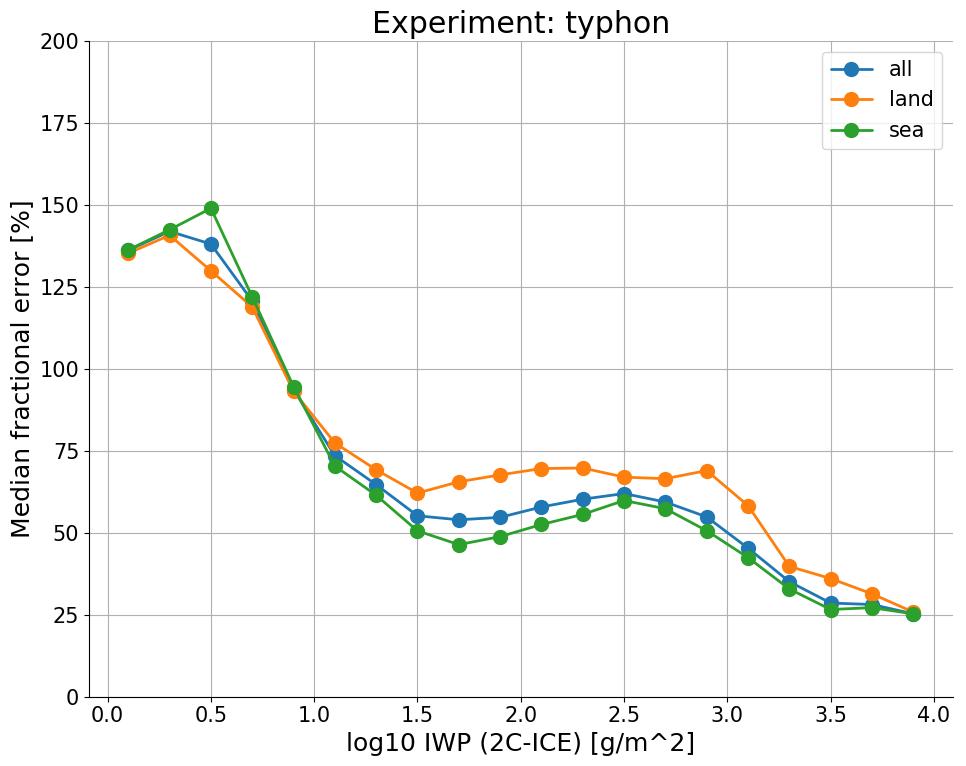 Experiment: typhon
200
175
150
125
100
75
50
25
0
Median fractional error [%]
all
land
sea
0.0 0.5 1.0 1.5 2.0 2.5 3.0 3.5 4.0
log10 IWP (2C-ICE) [g/m^2]